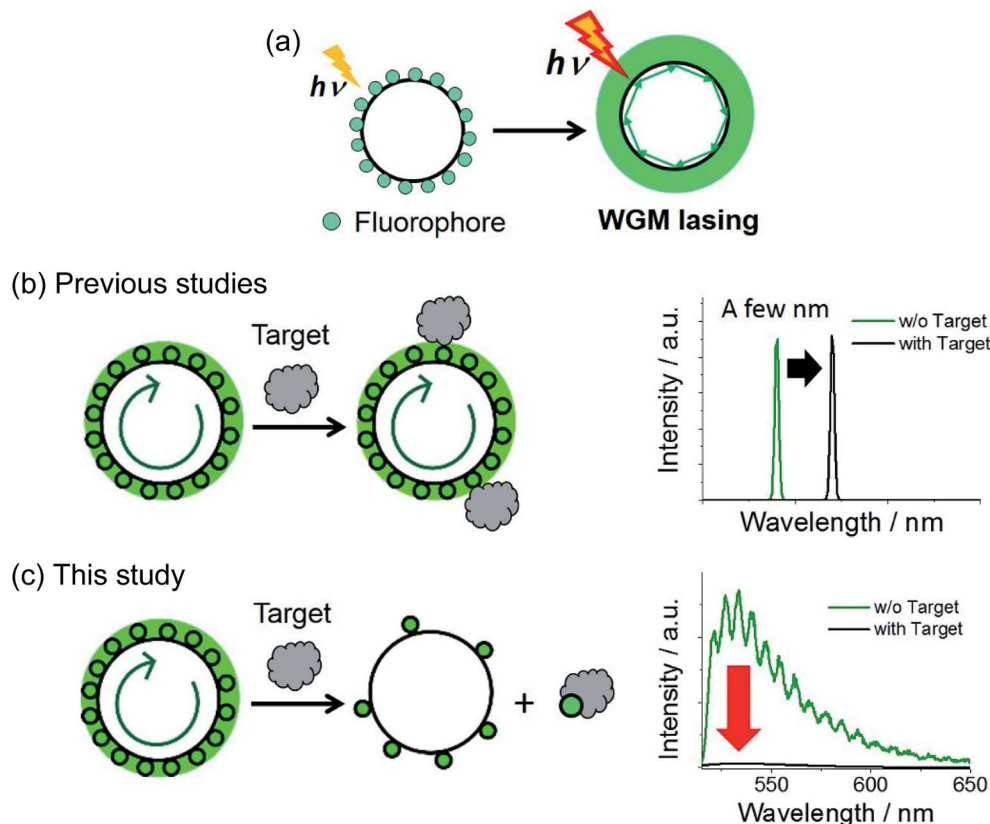 (a)
hν
hν
Fluorophore
WGM lasing
(b) Previous studies
Target
A few nm
w/o Target
with Target
Intensity / a.u.
Wavelength / nm
(c) This study
Target
+
w/o Target
with Target
Intensity / a.u.
550
600
650
Wavelength / nm